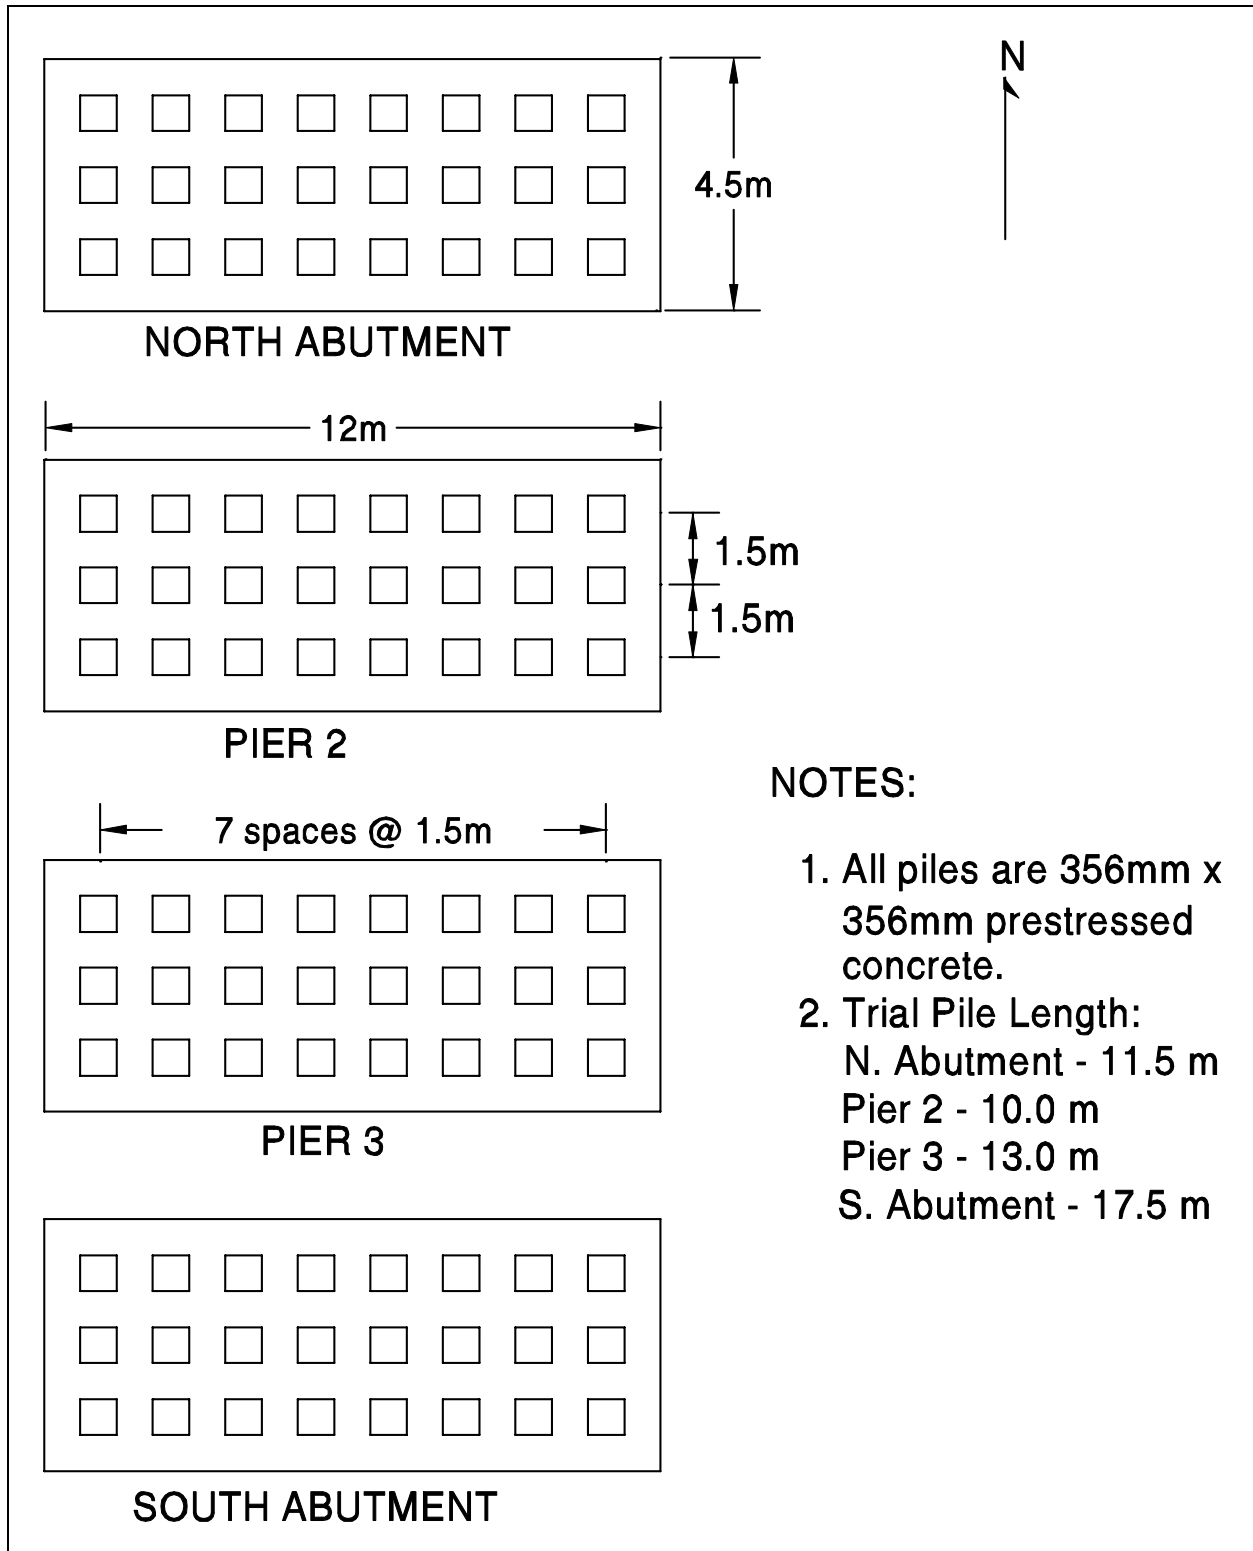 N
4.5m
NORTH ABUTMENT
12m
1.5m
1.5m
PIER 2
NOTES:
7 spaces @ 1.5m
1. All piles are 356mm x
356mm prestressed
concrete.
2. Trial Pile Length:
N. Abutment - 11.5 m
Pier 2 - 10.0 m
Pier 3 - 13.0 m
S. Abutment - 17.5 m
PIER 3
SOUTH ABUTMENT